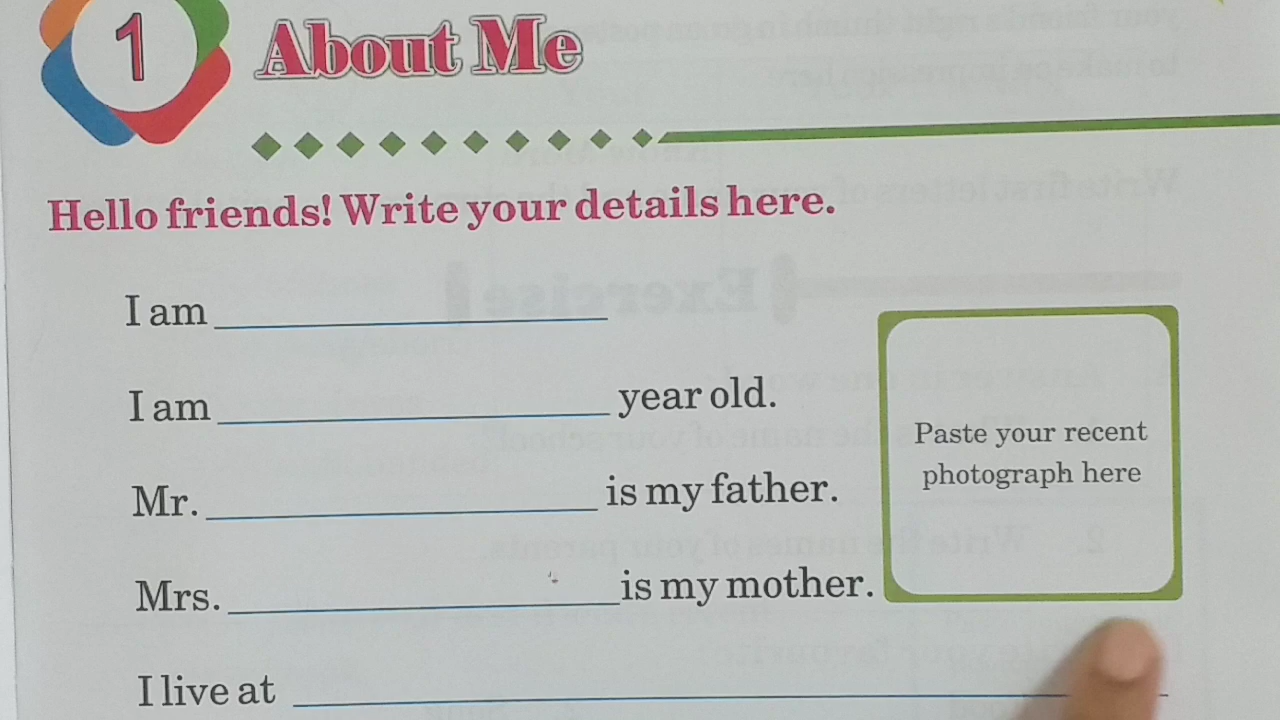 1
About Me
Hello friends! Write your details here.
I am
I am year old.
Mr. is my father.
Mrs. is my mother.
I live at
Paste your recent
photograph here